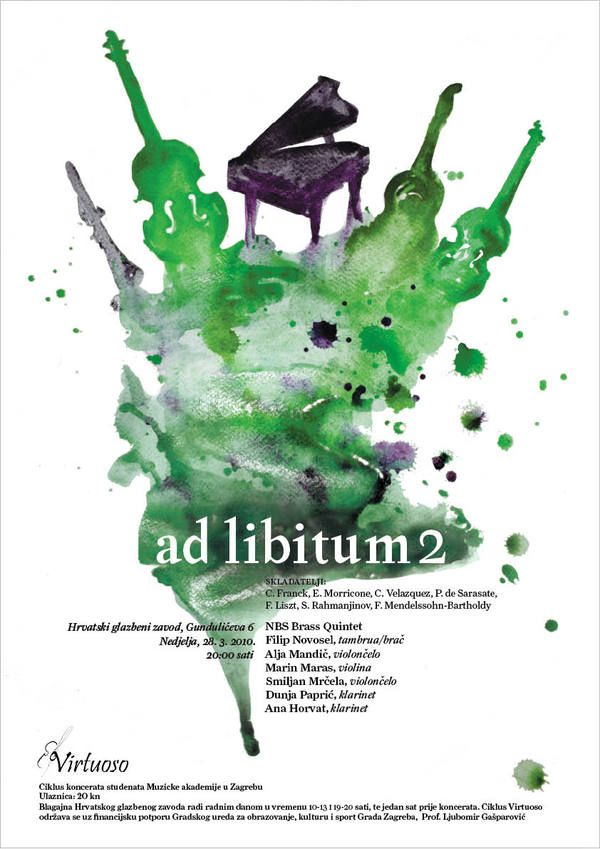 ad libitum 2
SKLADATELJI:
C. Franck, E. Morricone, C. Velazquez, P. de Sarasate,
F. Liszt, S. Rahmanjinov, F. Mendelssohn-Bartholdy
Hrvatski glazbeni zavod, Gundulićeva 6
Nedjelja, 28. 3. 2010.
20:00 sati
NBS Brass Quintet
Filip Novosel, tambrua/brač
Alja Mandič, violončelo
Marin Maras, violina
Smiljan Mrčela, violončelo
Dunja Paprić, klarinet
Ana Horvat, klarinet
Virtuoso
Ciklus koncerata studenata Muzicke akademije u Zagrebu
Ulaznica: 20 kn
Blagajna Hrvatskog glazbenog zavoda radi radnim danom u vremenu 10-13 i 19-20 sati, te jedan sat prije koncerata. Ciklus Virtuoso
održava se uz financijsku potporu Gradskog ureda za obrazovanje, kulturu i sport Grada Zagreba, Prof. Ljubomir Gašparović